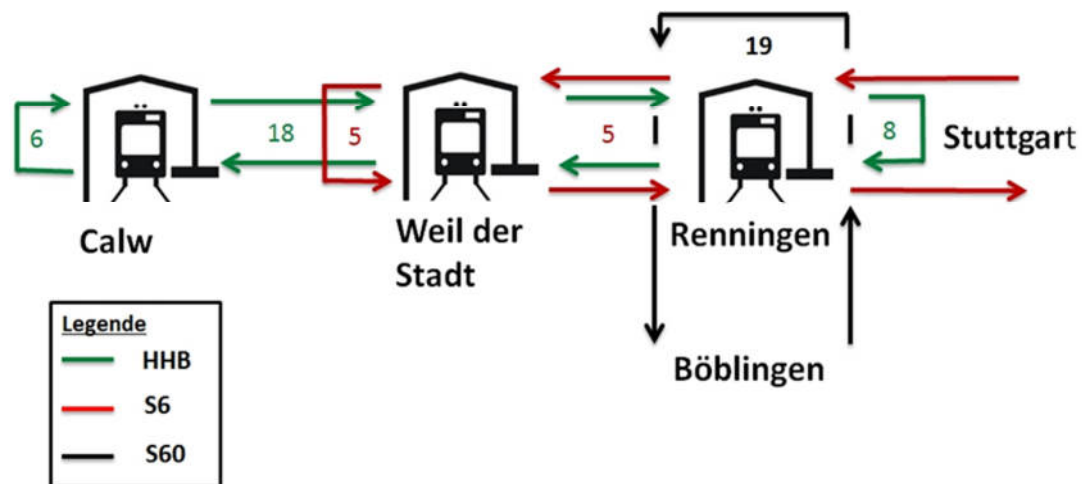 19
6
18
5
5
8
Stuttgart
Calw
Weil der
Stadt
Renningen
Böblingen
Legende
HHB
S6
S60